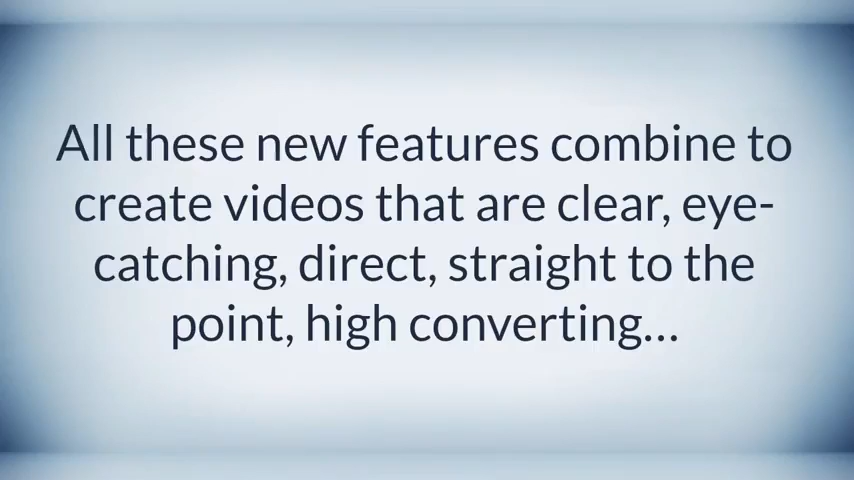 All these new features combine to
create videos that are clear, eye-
catching, direct, straight to the
point, high converting...